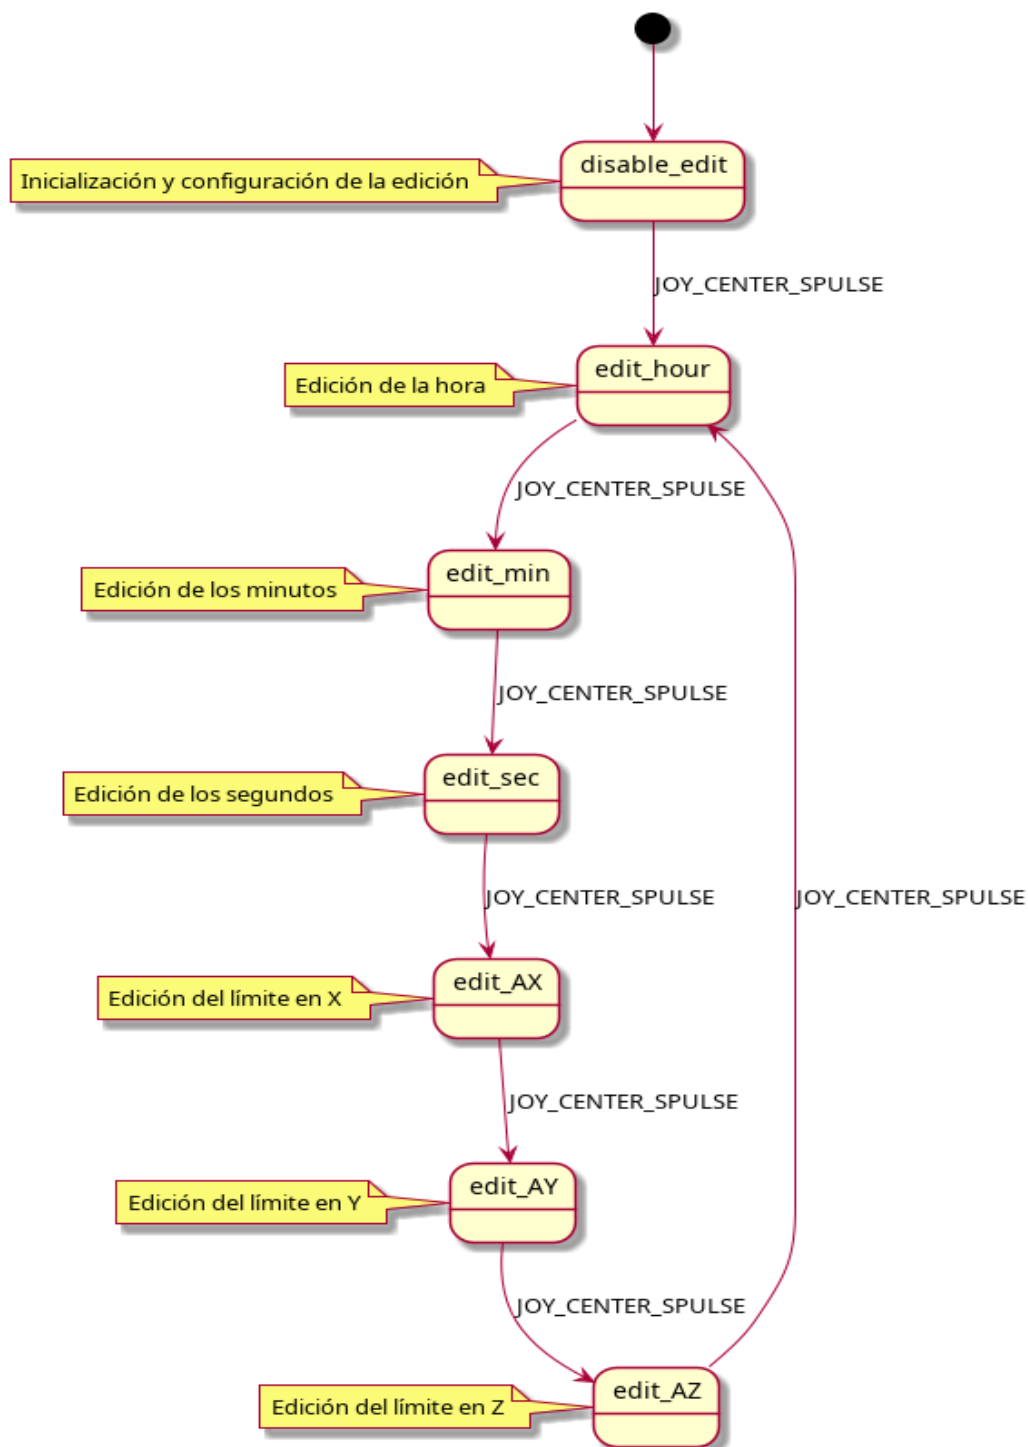 disable_edit
Inicialización y configuración de la edición
JOY_CENTER_SPULSE
edit_hour
Edición de la hora
JOY_CENTER_SPULSE
edit_min
Edición de los minutos
JOY_CENTER_SPULSE
edit_sec
Edición de los segundos
JOY_CENTER_SPULSE
JOY_CENTER_SPULSE
edit_AX
Edición del límite en X
JOY_CENTER_SPULSE
edit_AY
Edición del límite en Y
JOY_CENTER_SPULSE
edit_AZ
Edición del límite en Z